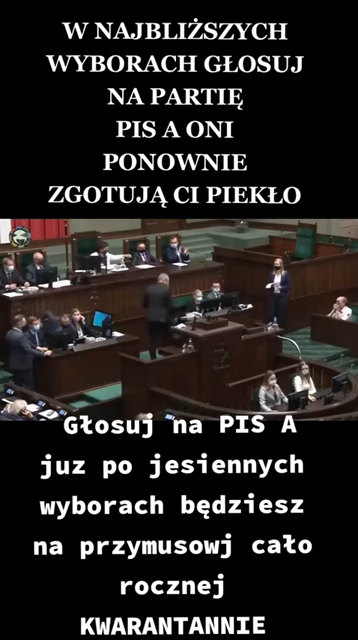 W NAJBLIŻSZYCH
WYBORACH GŁOSUJ
NA PARTIĘ
PIS A ONI
PONOWNIE
ZGOTUJĄ CI PIEKŁO
Głosuj na PIS A
juz po jesiennych
wyborach będziesz
na przymusowj cało
rocznej
KWARANTANNIE